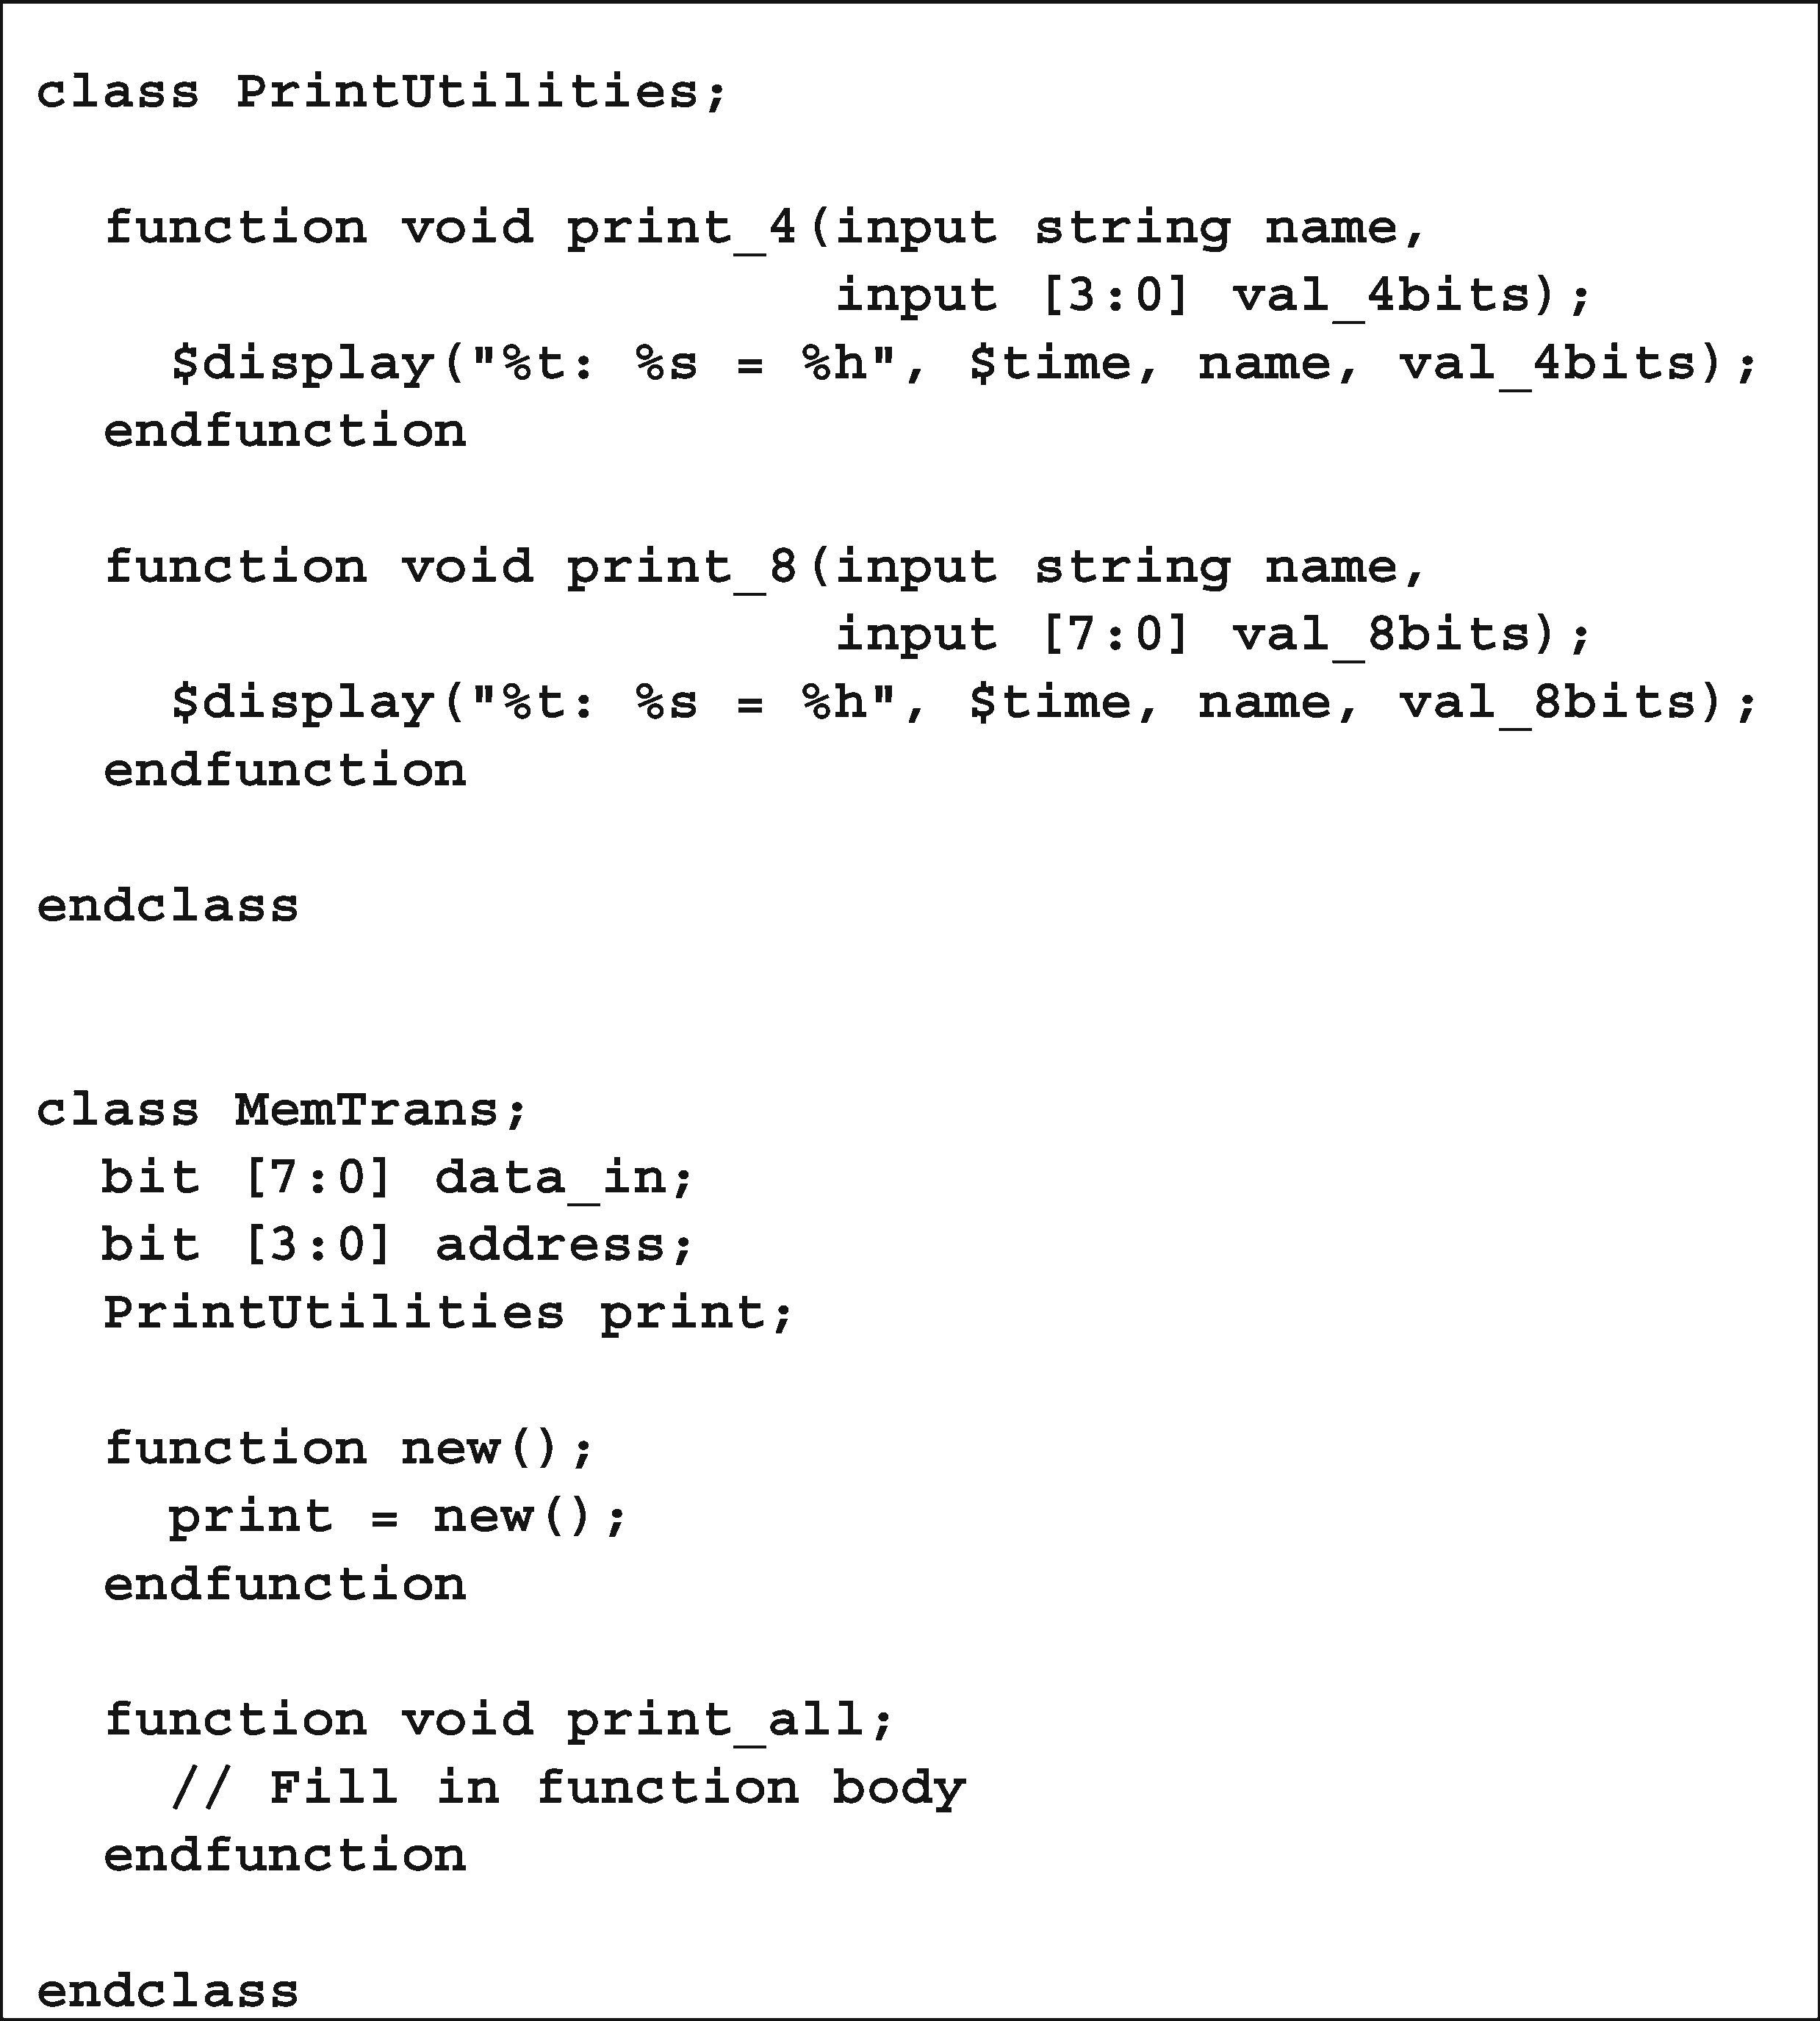 class PrintUtilities;
function void print_4(input string name,
input [3:0] val_4bits);
$display("%t: %s = %h", $time, name, val_4bits);
endfunction
function void print_8(input string name,
input [7:0] val_8bits);
$display("%t: %s = %h", $time, name, val_8bits);
endfunction
endclass
class MemTrans;
bit [7:0] data_in;
bit [3:0] address;
PrintUtilities print;
function new();
print = new();
endfunction
function void print_all;
// Fill in function body
endfunction
endclass